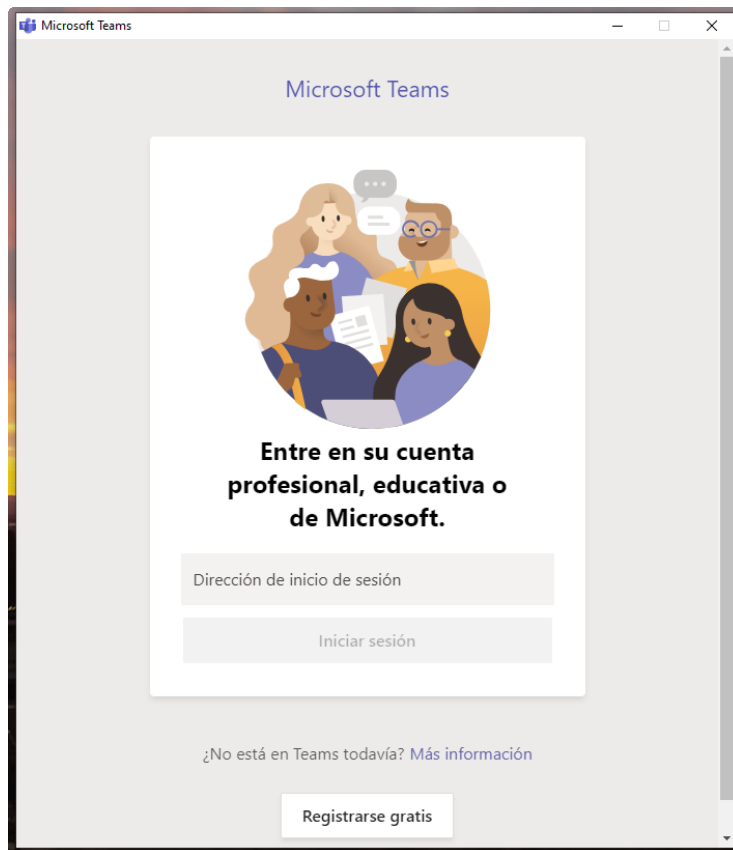 Microsoft Teams
Microsoft Teams
Entre en su cuenta
profesional, educativa o
de Microsoft.
Dirección de inicio de sesión
Iniciar sesión
¿No está en Teams todavía? Más información
Registrarse gratis